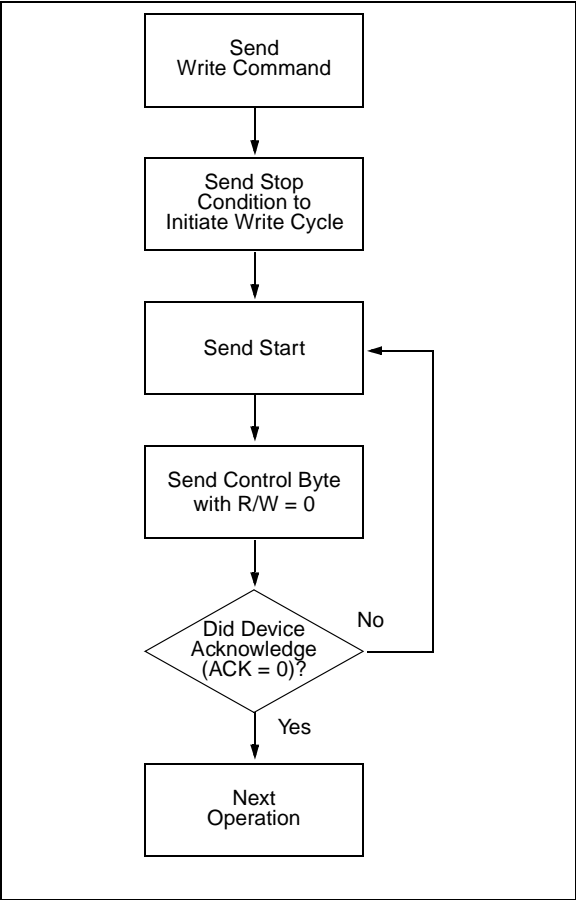 Send
Write Command
Send Stop
Condition to
Initiate Write Cycle
Send Start
Send Control Byte
with R/W = 0
Did Device
Acknowledge
(ACK = 0)?
No
Yes
Next
Operation